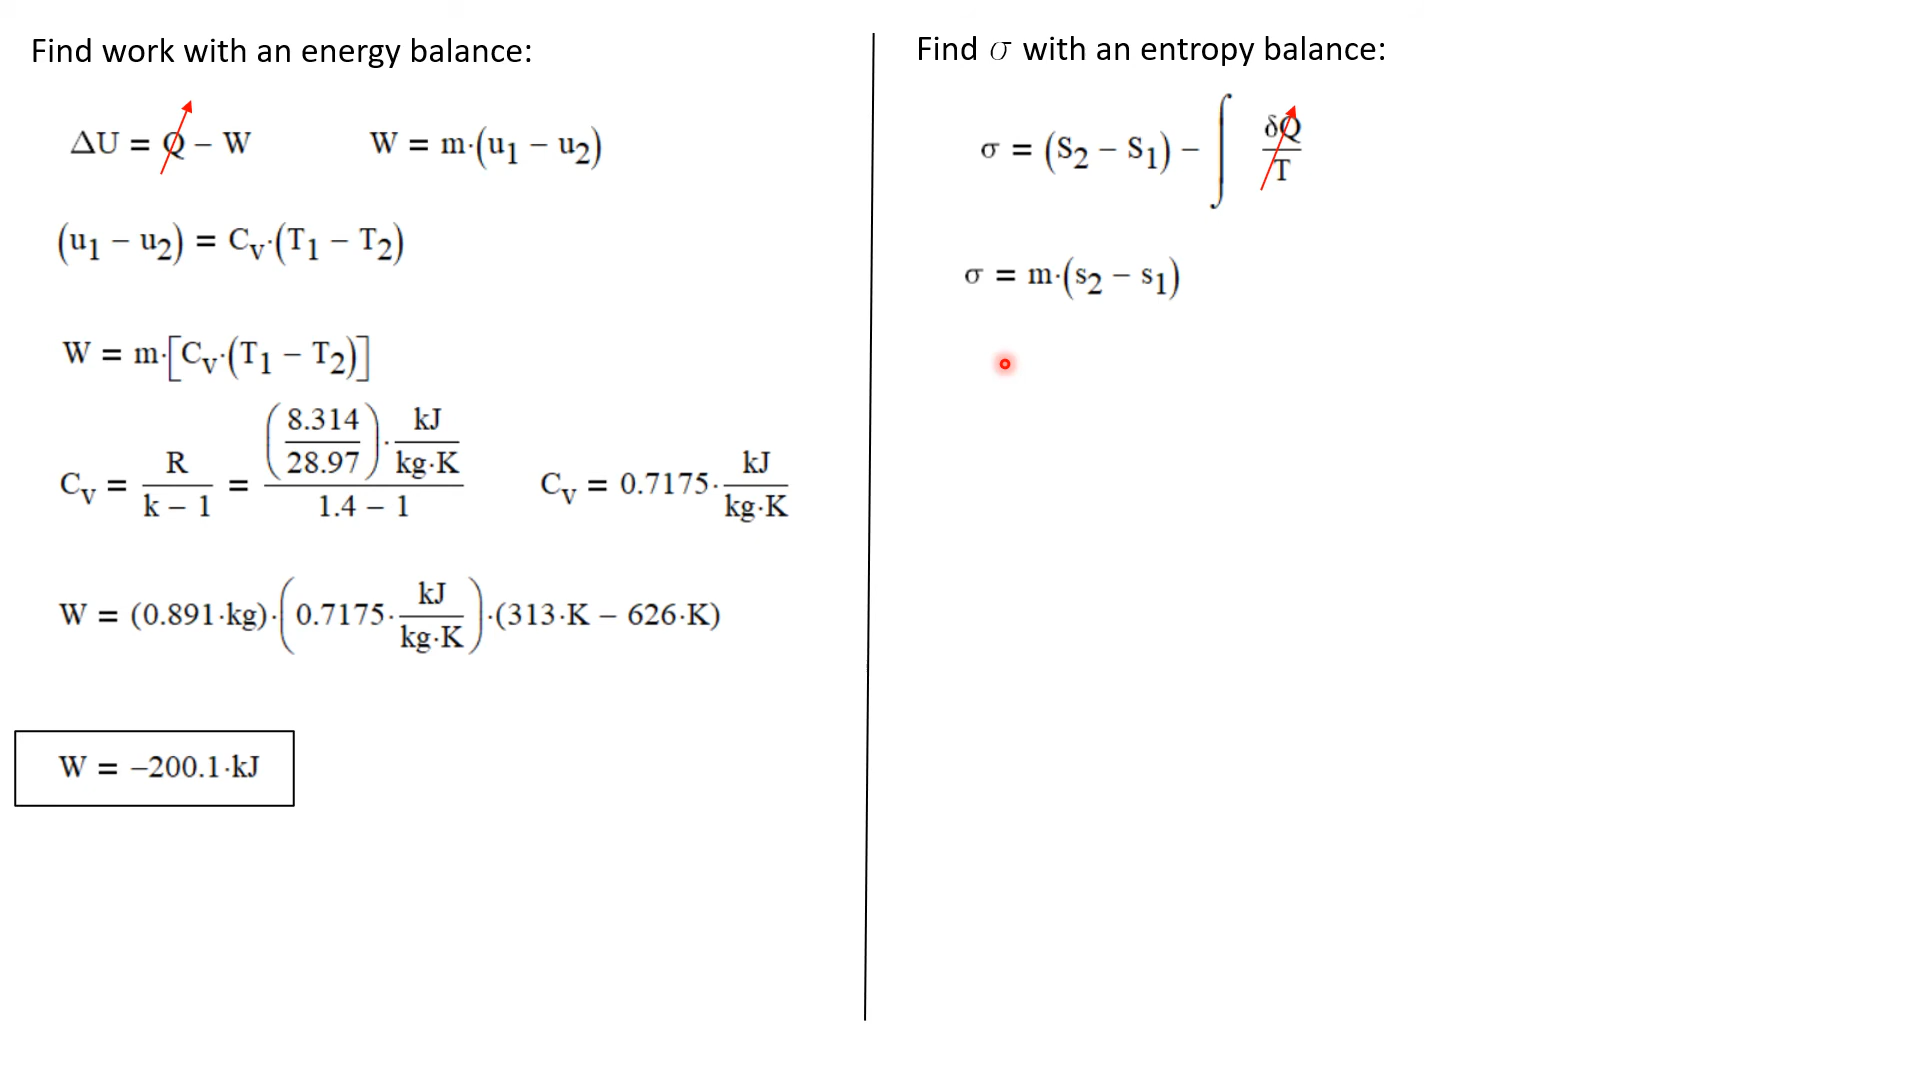 Find work with an energy balance:
ΔU = Q − W    W = m·(u₁ − u₂)
(u₁ − u₂) = Cᵥ·(T₁ − T₂)
W = m·[Cᵥ·(T₁ − T₂)]
Cᵥ = R / (k − 1) = (8.314 / 28.97)·kJ / (kg·K) / (1.4 − 1)    Cᵥ = 0.7175·kJ / (kg·K)
W = (0.891·kg)·(0.7175·kJ / (kg·K))·(313·K − 626·K)
W = −200.1·kJ
Find σ with an entropy balance:
σ = (S₂ − S₁) − ∫ δQ / T
σ = m·(s₂ − s₁)